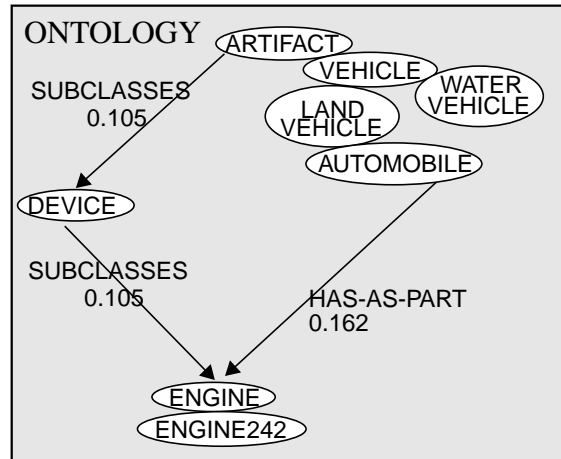 ONTOLOGY
ARTIFACT
VEHICLE
WATER
VEHICLE
LAND
VEHICLE
AUTOMOBILE
SUBCLASSES
0.105
DEVICE
SUBCLASSES
0.105
HAS-AS-PART
0.162
ENGINE
ENGINE242